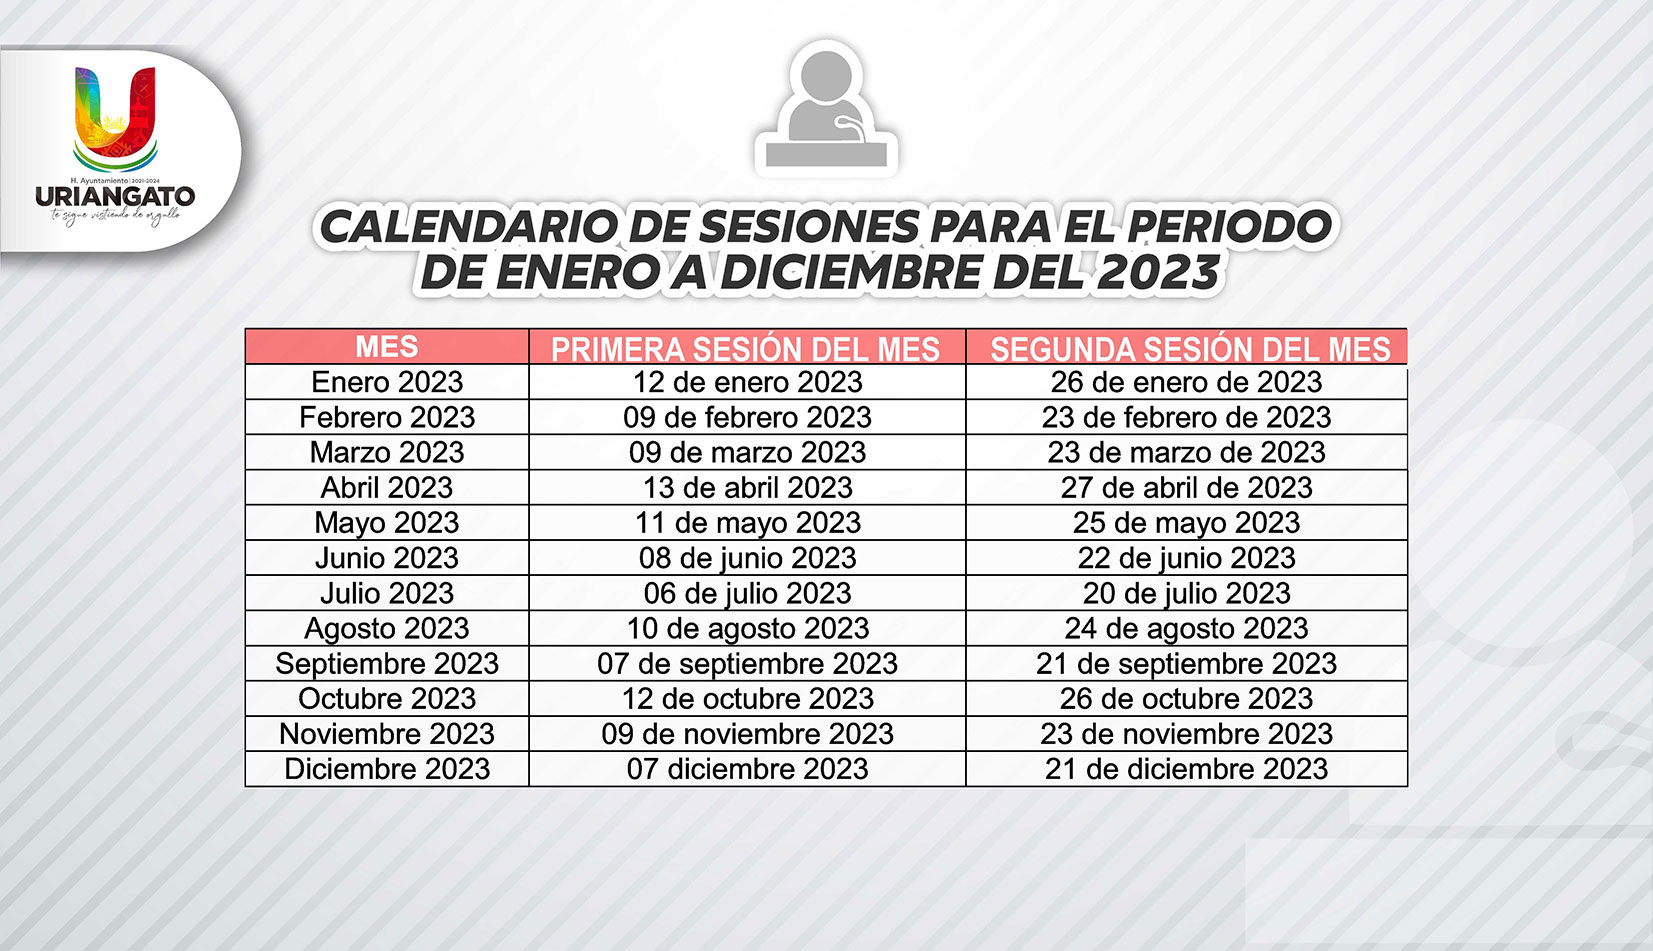 H. Ayuntamiento | 2021-2024
URIANGATO
te sigue vistiendo de orgullo
CALENDARIO DE SESIONES PARA EL PERIODO
DE ENERO A DICIEMBRE DEL 2023
MES PRIMERA SESIÓN DEL MES SEGUNDA SESIÓN DEL MES
Enero 2023 12 de enero 2023 26 de enero de 2023
Febrero 2023 09 de febrero 2023 23 de febrero de 2023
Marzo 2023 09 de marzo 2023 23 de marzo de 2023
Abril 2023 13 de abril 2023 27 de abril de 2023
Mayo 2023 11 de mayo 2023 25 de mayo 2023
Junio 2023 08 de junio 2023 22 de junio 2023
Julio 2023 06 de julio 2023 20 de julio 2023
Agosto 2023 10 de agosto 2023 24 de agosto 2023
Septiembre 2023 07 de septiembre 2023 21 de septiembre 2023
Octubre 2023 12 de octubre 2023 26 de octubre 2023
Noviembre 2023 09 de noviembre 2023 23 de noviembre 2023
Diciembre 2023 07 diciembre 2023 21 de diciembre 2023